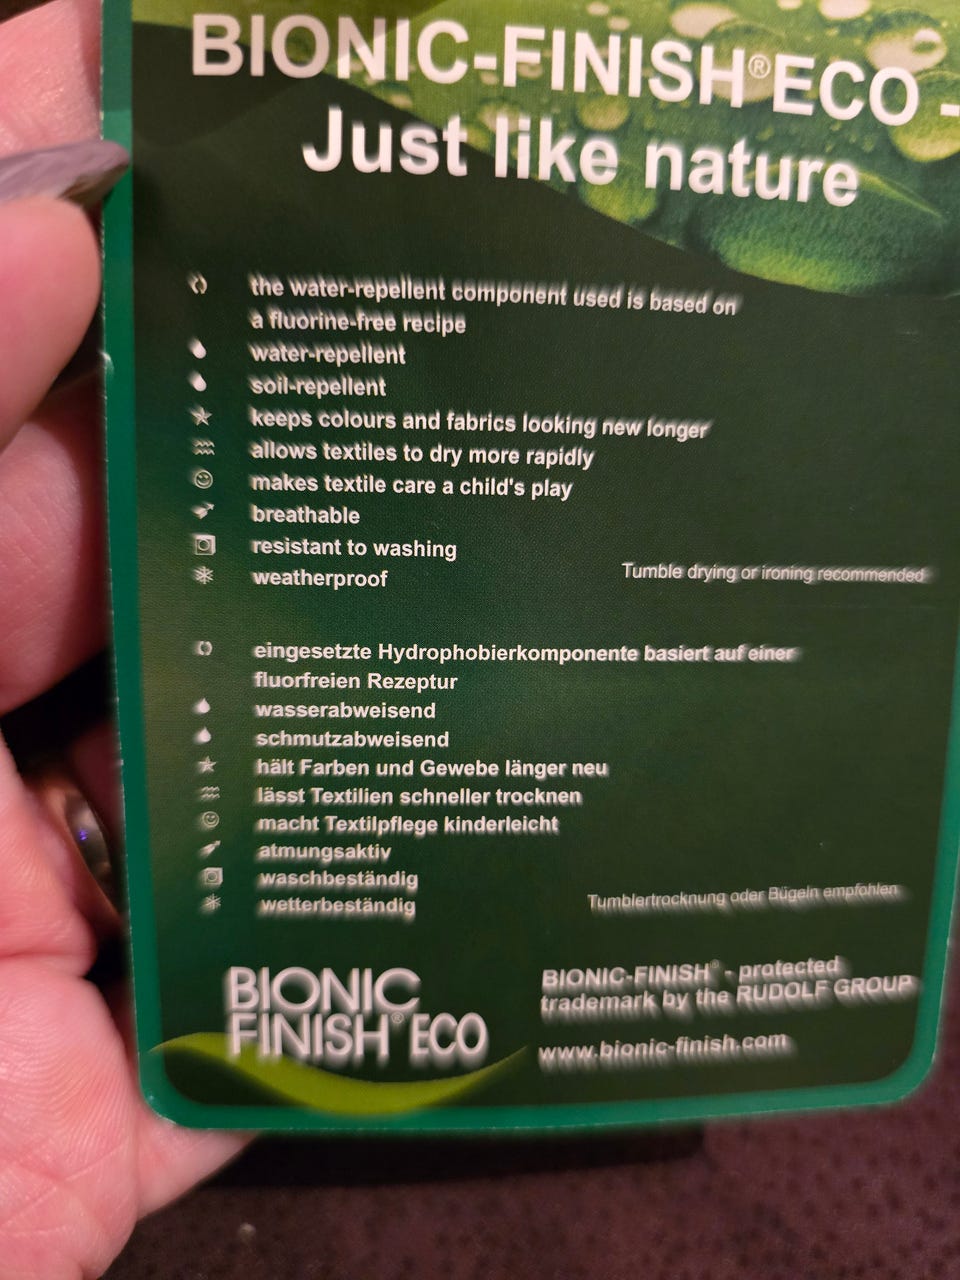 BIONIC-FINISH®ECO -
Just like nature
the water-repellent component used is based on
a fluorine-free recipe
water-repellent
soil-repellent
keeps colours and fabrics looking new longer
allows textiles to dry more rapidly
makes textile care a child's play
breathable
resistant to washing
weatherproof
Tumble drying or ironing recommended
eingesetzte Hydrophobierkomponente basiert auf einer
fluorfreien Rezeptur
wasserabweisend
schmutzabweisend
hält Farben und Gewebe länger neu
lässt Textilien schneller trocknen
macht Textilpflege kinderleicht
atmungsaktiv
waschbeständig
wetterbeständig
Tumblertrocknung oder Bügeln empfohlen
BIONIC
FINISH®ECO
BIONIC-FINISH® - protected
trademark by the RUDOLF GROUP
www.bionic-finish.com